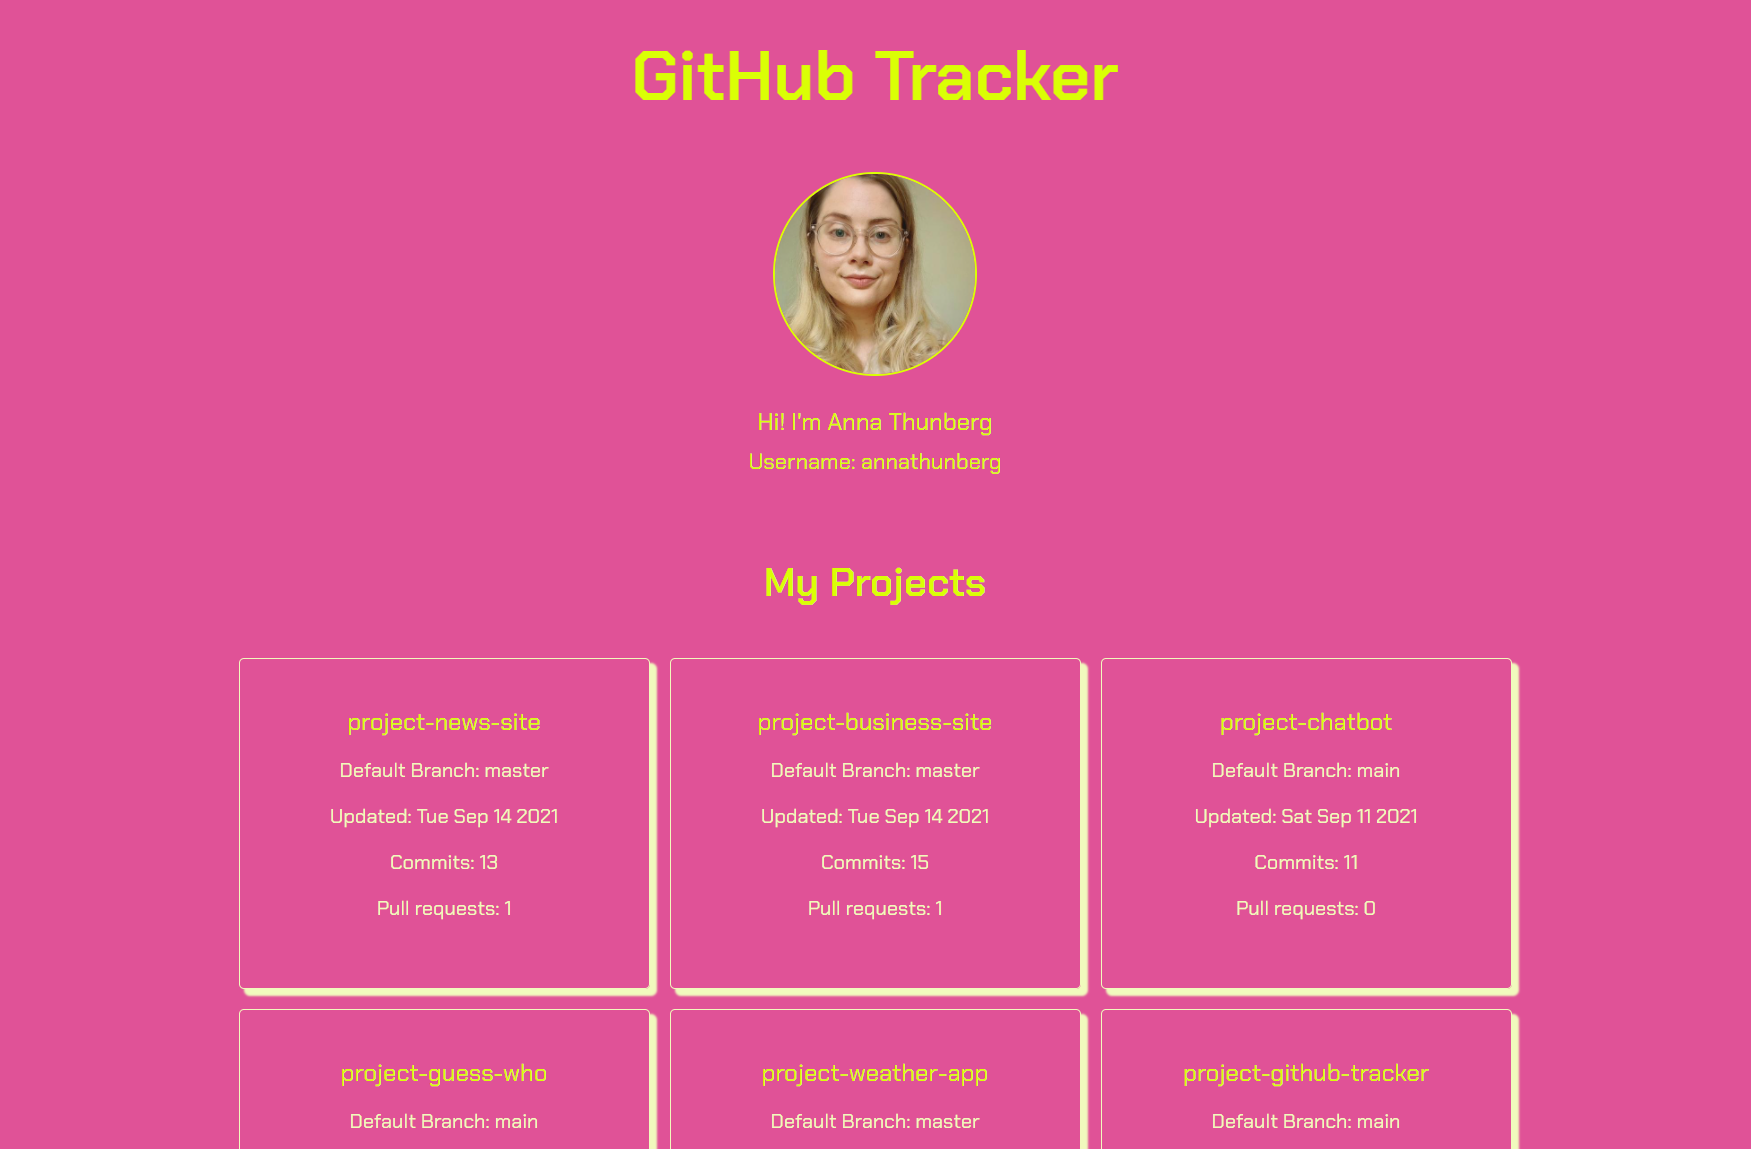 GitHub Tracker
Hi! I'm Anna Thunberg
Username: annathunberg
My Projects
project-news-site
Default Branch: master
Updated: Tue Sep 14 2021
Commits: 13
Pull requests: 1
project-business-site
Default Branch: master
Updated: Tue Sep 14 2021
Commits: 15
Pull requests: 1
project-chatbot
Default Branch: main
Updated: Sat Sep 11 2021
Commits: 11
Pull requests: 0
project-guess-who
Default Branch: main
project-weather-app
Default Branch: master
project-github-tracker
Default Branch: main